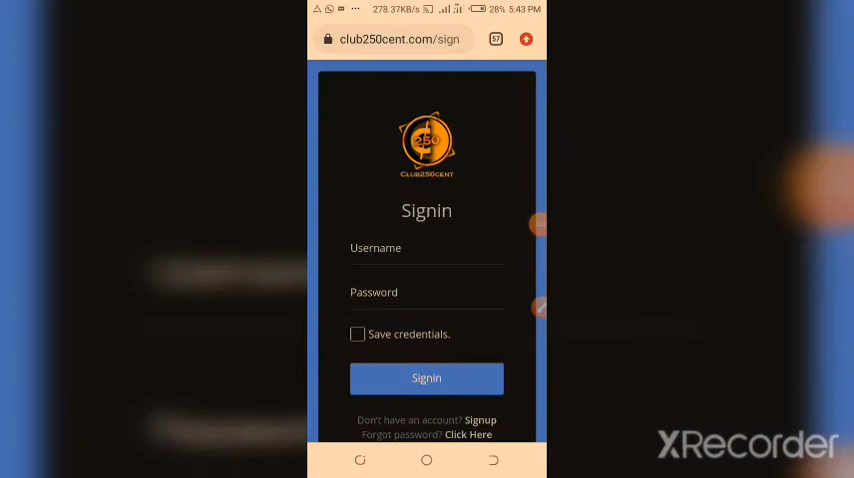 278.37KB/s 28% 5:43 PM
club250cent.com/sign
57
250
CLUB250CENT
Signin
Username
Password
Save credentials.
Signin
Don't have an account? Signup
Forgot password? Click Here
XRecorder